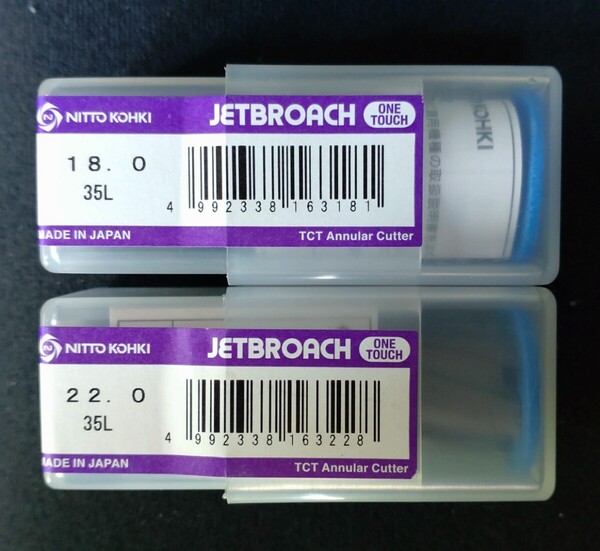 NITTO KOHKI JETBROACH ONE TOUCH
18.0
35L
4 992338 163181
MADE IN JAPAN TCT Annular Cutter
KOHKI
NITTO KOHKI JETBROACH ONE TOUCH
22.0
35L
4 992338 163228
MADE IN JAPAN TCT Annular Cutter